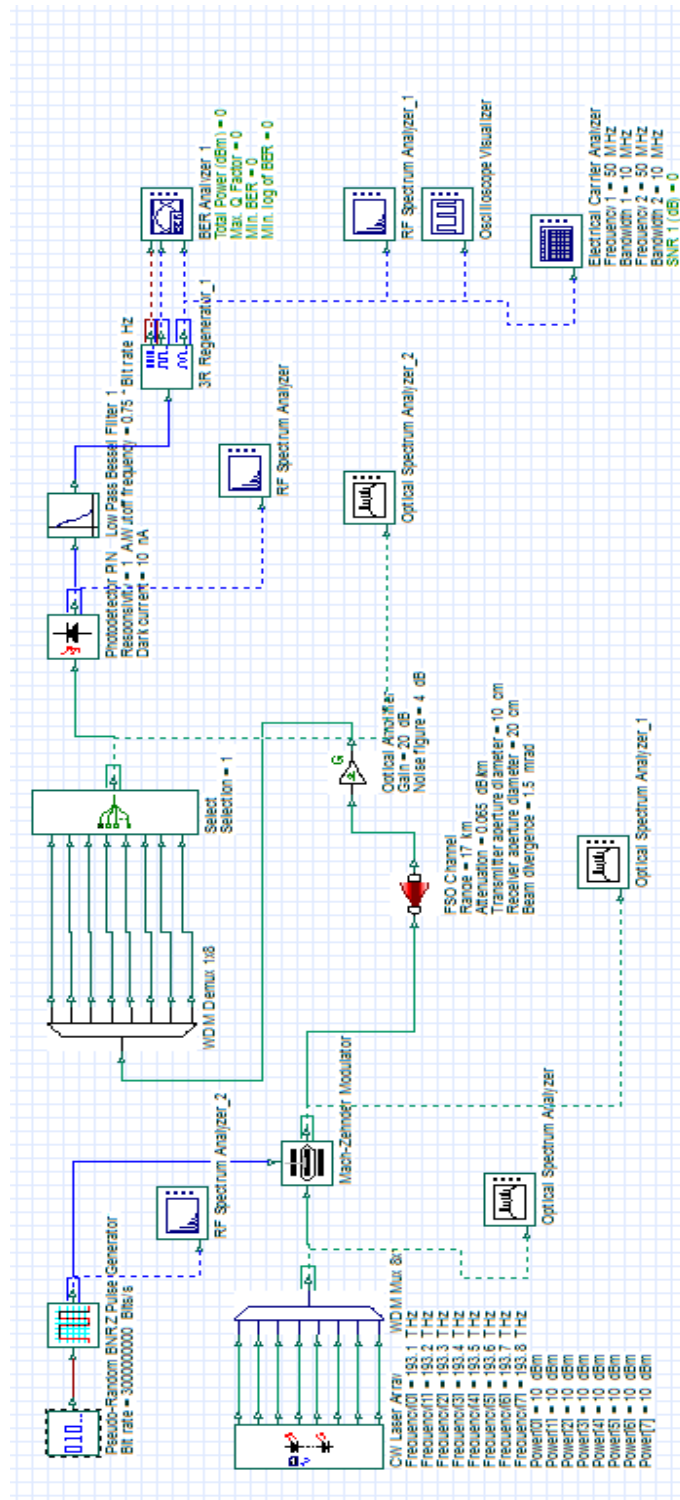 Pseudo-Random BNRZ Pulse Generator
Bit rate = 3000000000 Bits/s
RF Spectrum Analyzer_2
CW Laser Array
WDM Mux 8x
Frequency[0] = 193.1 THz
Frequency[1] = 193.2 THz
Frequency[2] = 193.3 THz
Frequency[3] = 193.4 THz
Frequency[4] = 193.5 THz
Frequency[5] = 193.6 THz
Frequency[6] = 193.7 THz
Frequency[7] = 193.8 THz
Power[0] = 10 dBm
Power[1] = 10 dBm
Power[2] = 10 dBm
Power[3] = 10 dBm
Power[4] = 10 dBm
Power[5] = 10 dBm
Power[6] = 10 dBm
Power[7] = 10 dBm
Mach-Zehnder Modulator
Optical Spectrum Analyzer
Optical Spectrum Analyzer_1
WDM Demux 1x8
FSO Channel
Range = 17 km
Attenuation = 0.065 dB/km
Transmitter aperture diameter = 10 cm
Receiver aperture diameter = 20 cm
Beam divergence = 1.5 mrad
Optical Amplifier
Gain = 20 dB
Noise figure = 4 dB
Select
Selection = 1
Photodetector PIN
Responsivity = 1 A/W
Dark current = 10 nA
Low Pass Bessel Filter 1
Cutoff frequency = 0.75 * Bit rate Hz
RF Spectrum Analyzer
Optical Spectrum Analyzer_2
3R Regenerator_1
BER Analyzer_1
Total Power (dBm) = 0
Max. Q Factor = 0
Min. BER = 0
Min. log of BER = 0
RF Spectrum Analyzer_1
Oscilloscope Visualizer
Electrical Carrier Analyzer
Frequency 1 = 50 MHz
Bandwidth 1 = 10 MHz
Frequency 2 = 50 MHz
Bandwidth 2 = 10 MHz
SNR 1 (dB) = 0